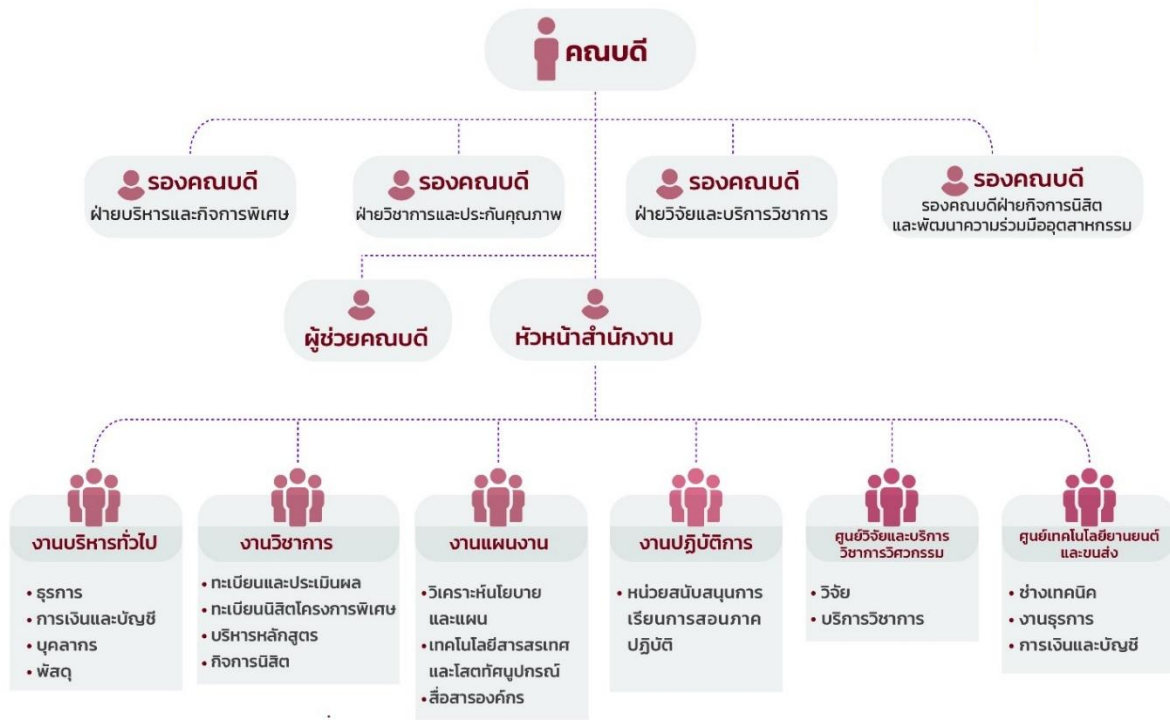 คณบดี
รองคณบดี
ฝ่ายบริหารและกิจการพิเศษ
รองคณบดี
ฝ่ายวิชาการและประกันคุณภาพ
รองคณบดี
ฝ่ายวิจัยและบริการวิชาการ
รองคณบดี
รองคณบดีฝ่ายกิจการนิสิต
และพัฒนาความร่วมมืออุตสาหกรรม
ผู้ช่วยคณบดี
หัวหน้าสำนักงาน
งานบริหารทั่วไป
• ธุรการ
• การเงินและบัญชี
• บุคลากร
• พัสดุ
งานวิชาการ
• ทะเบียนและประเมินผล
• ทะเบียนนิสิตโครงการพิเศษ
• บริหารหลักสูตร
• กิจการนิสิต
งานแผนงาน
• วิเคราะห์นโยบาย
และแผน
• เทคโนโลยีสารสรเทศ
และโสตทัศนูปกรณ์
• สื่อสารองค์กร
งานปฏิบัติการ
• หน่วยสนับสนุนการ
เรียนการสอนภาค
ปฏิบัติ
ศูนย์วิจัยและบริการ
วิชาการวิศวกรรม
• วิจัย
• บริการวิชาการ
ศูนย์เทคโนโลยียานยนต์
และขนส่ง
• ช่างเทคนิค
• งานธุรการ
• การเงินและบัญชี